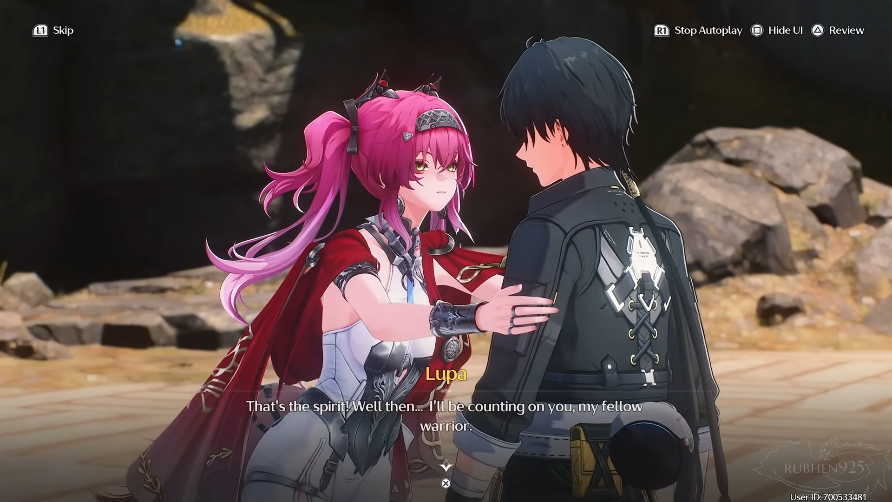 L1 Skip
R1 Stop Autoplay Hide UI Review
Lupa
That's the spirit! Well then... I'll be counting on you, my fellow
warrior.
RUBHEN925
User ID: 700533481